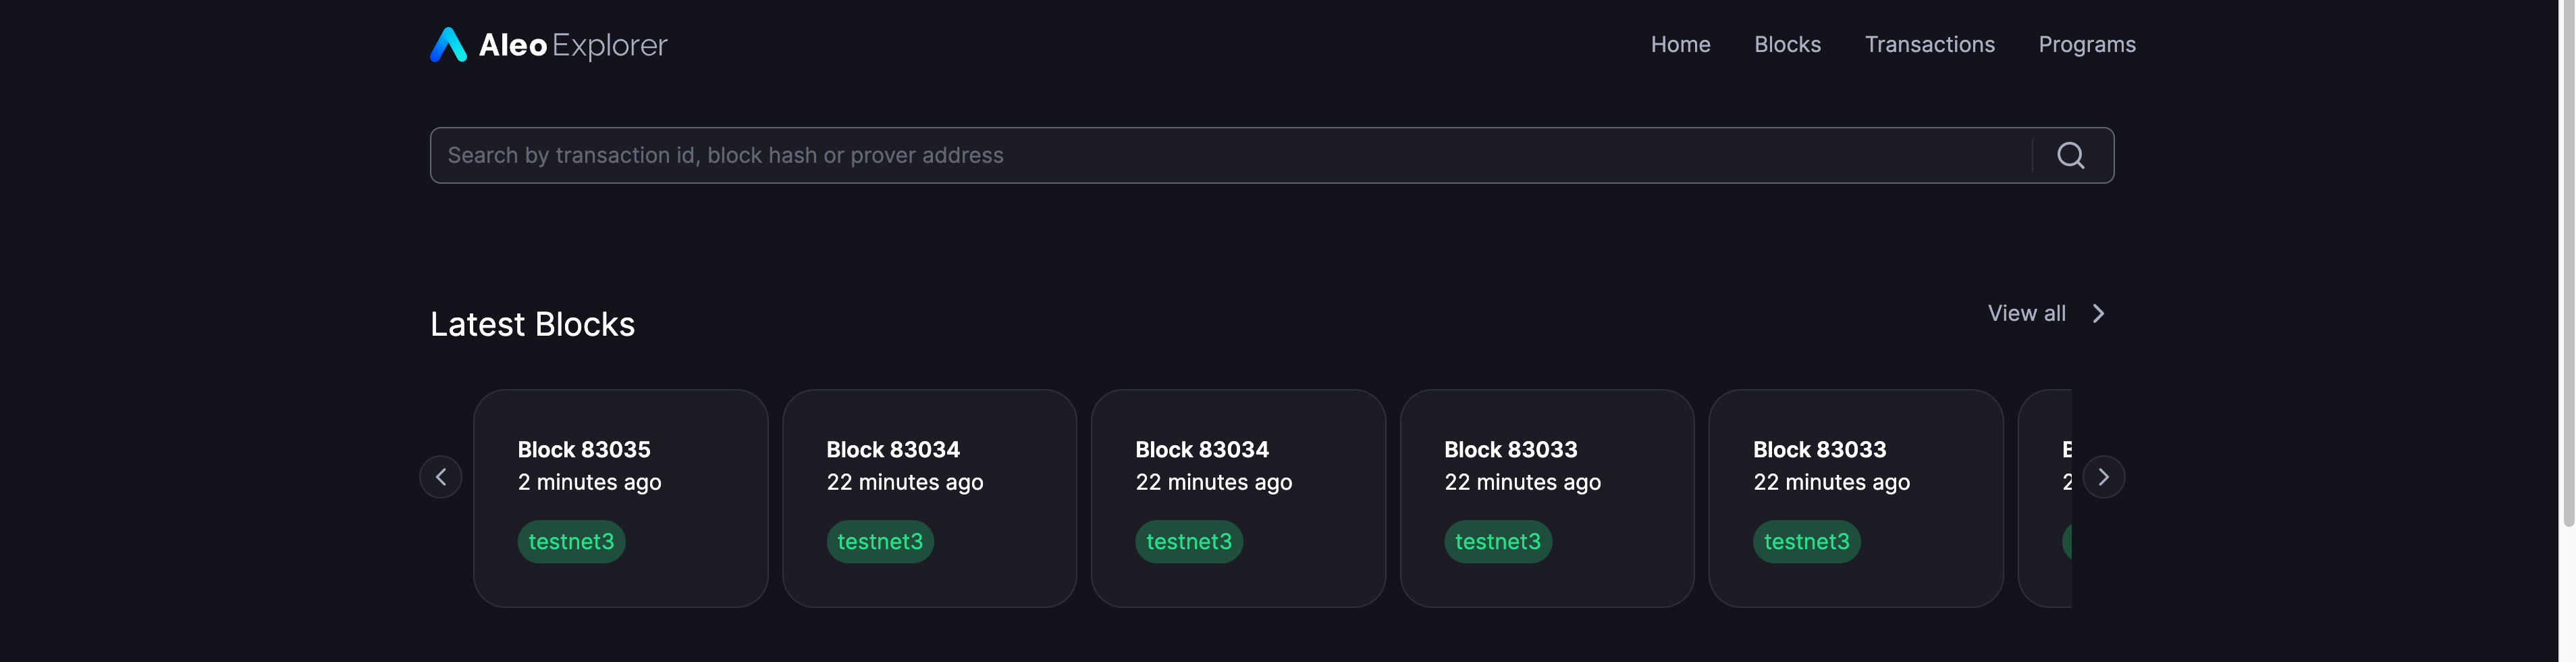 Aleo Explorer
Home Blocks Transactions Programs
Search by transaction id, block hash or prover address
Latest Blocks
View all
Block 83035
2 minutes ago
testnet3
Block 83034
22 minutes ago
testnet3
Block 83034
22 minutes ago
testnet3
Block 83033
22 minutes ago
testnet3
Block 83033
22 minutes ago
testnet3